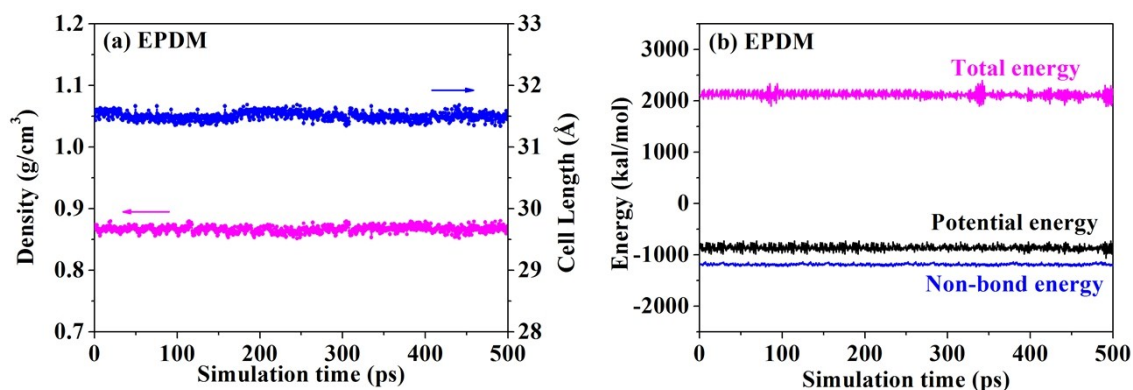 (a) EPDM
Density (g/cm³)
1.2
1.1
1.0
0.9
0.8
0.7
33
32
31
30
29
28
Cell Length (Å)
0 100 200 300 400 500
Simulation time (ps)
(b) EPDM
Energy (kal/mol)
3000
2000
1000
0
-1000
-2000
Total energy
Potential energy
Non-bond energy
0 100 200 300 400 500
Simulation time (ps)